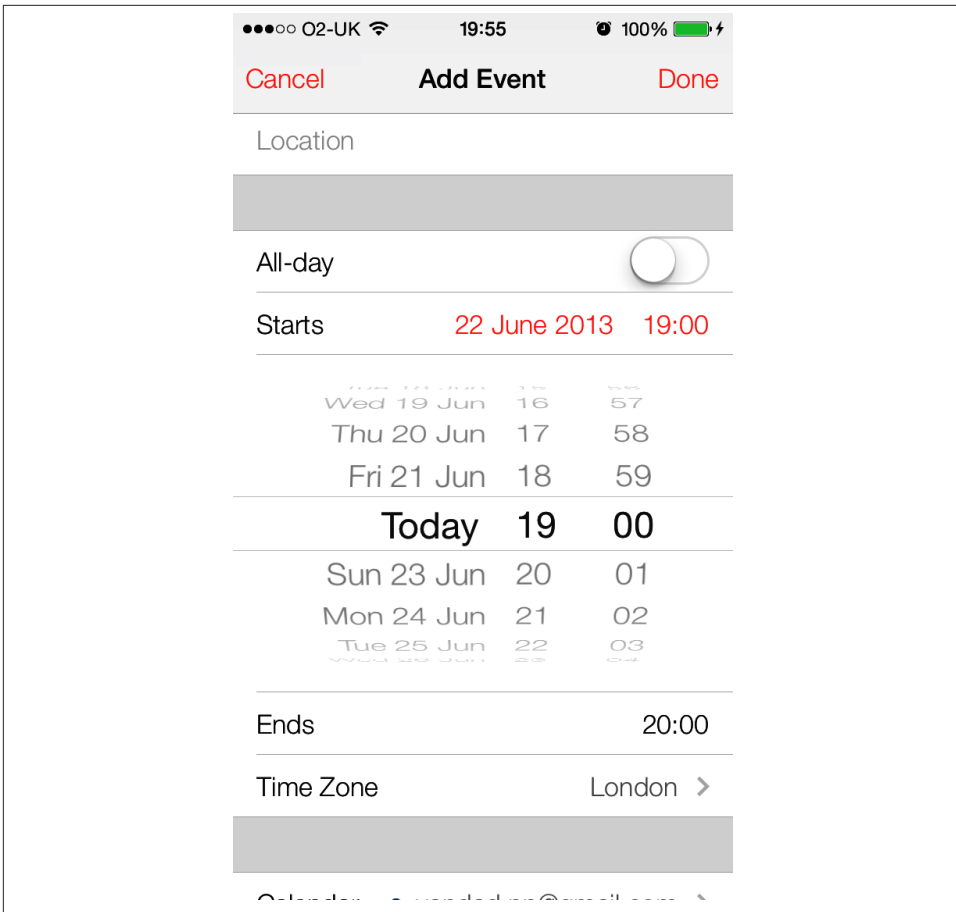 O2-UK 19:55 100%
Cancel Add Event Done
Location
All-day
Starts 22 June 2013 19:00
Wed 19 Jun 16 57
Thu 20 Jun 17 58
Fri 21 Jun 18 59
Today 19 00
Sun 23 Jun 20 01
Mon 24 Jun 21 02
Tue 25 Jun 22 03
Ends 20:00
Time Zone London
Calendar